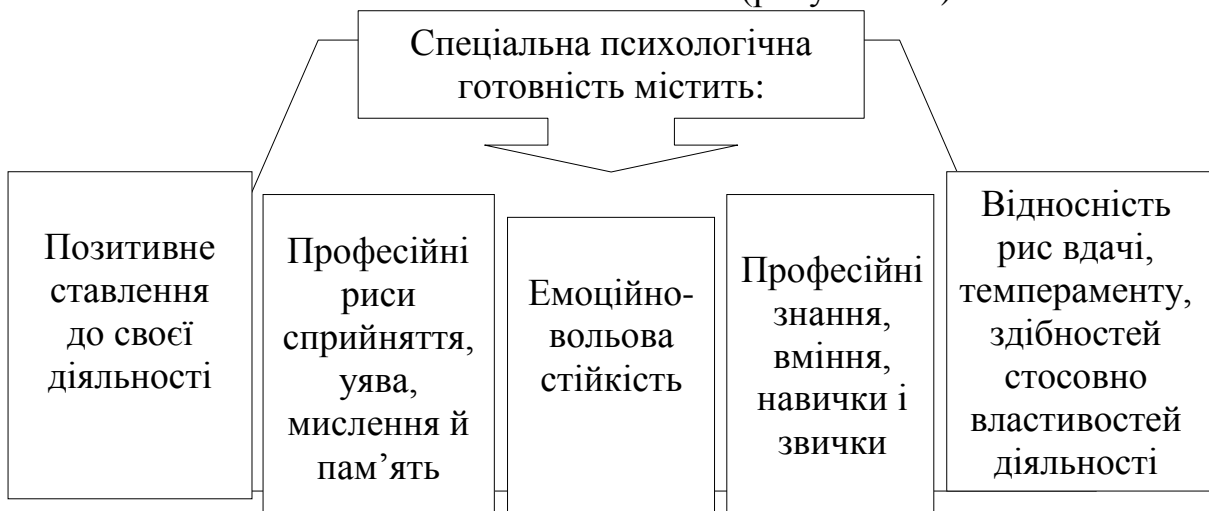 Спеціальна психологічна
готовність містить:
Позитивне
ставлення
до своєї
діяльності
Професійні
риси
сприйняття,
уява,
мислення й
пам’ять
Емоційно-
вольова
стійкість
Професійні
знання,
вміння,
навички і
звички
Відносність
рис вдачі,
темпераменту,
здібностей
стосовно
властивостей
діяльності